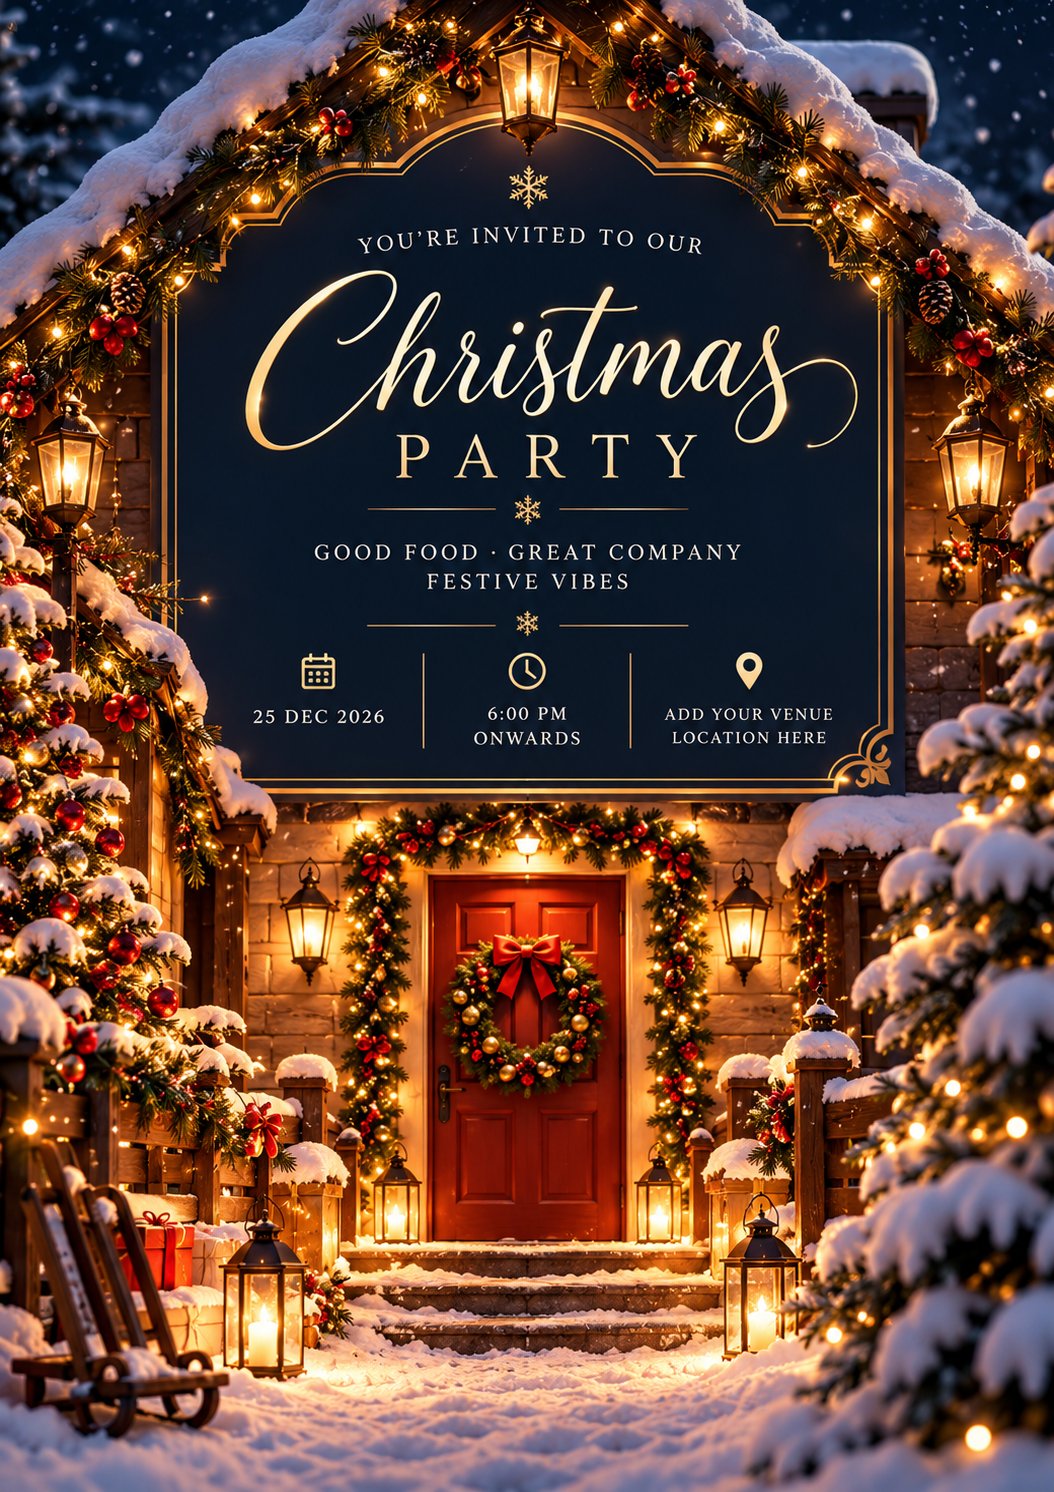 YOU'RE INVITED TO OUR
Christmas
PARTY
GOOD FOOD · GREAT COMPANY
FESTIVE VIBES
25 DEC 2026
6:00 PM
ONWARDS
ADD YOUR VENUE
LOCATION HERE